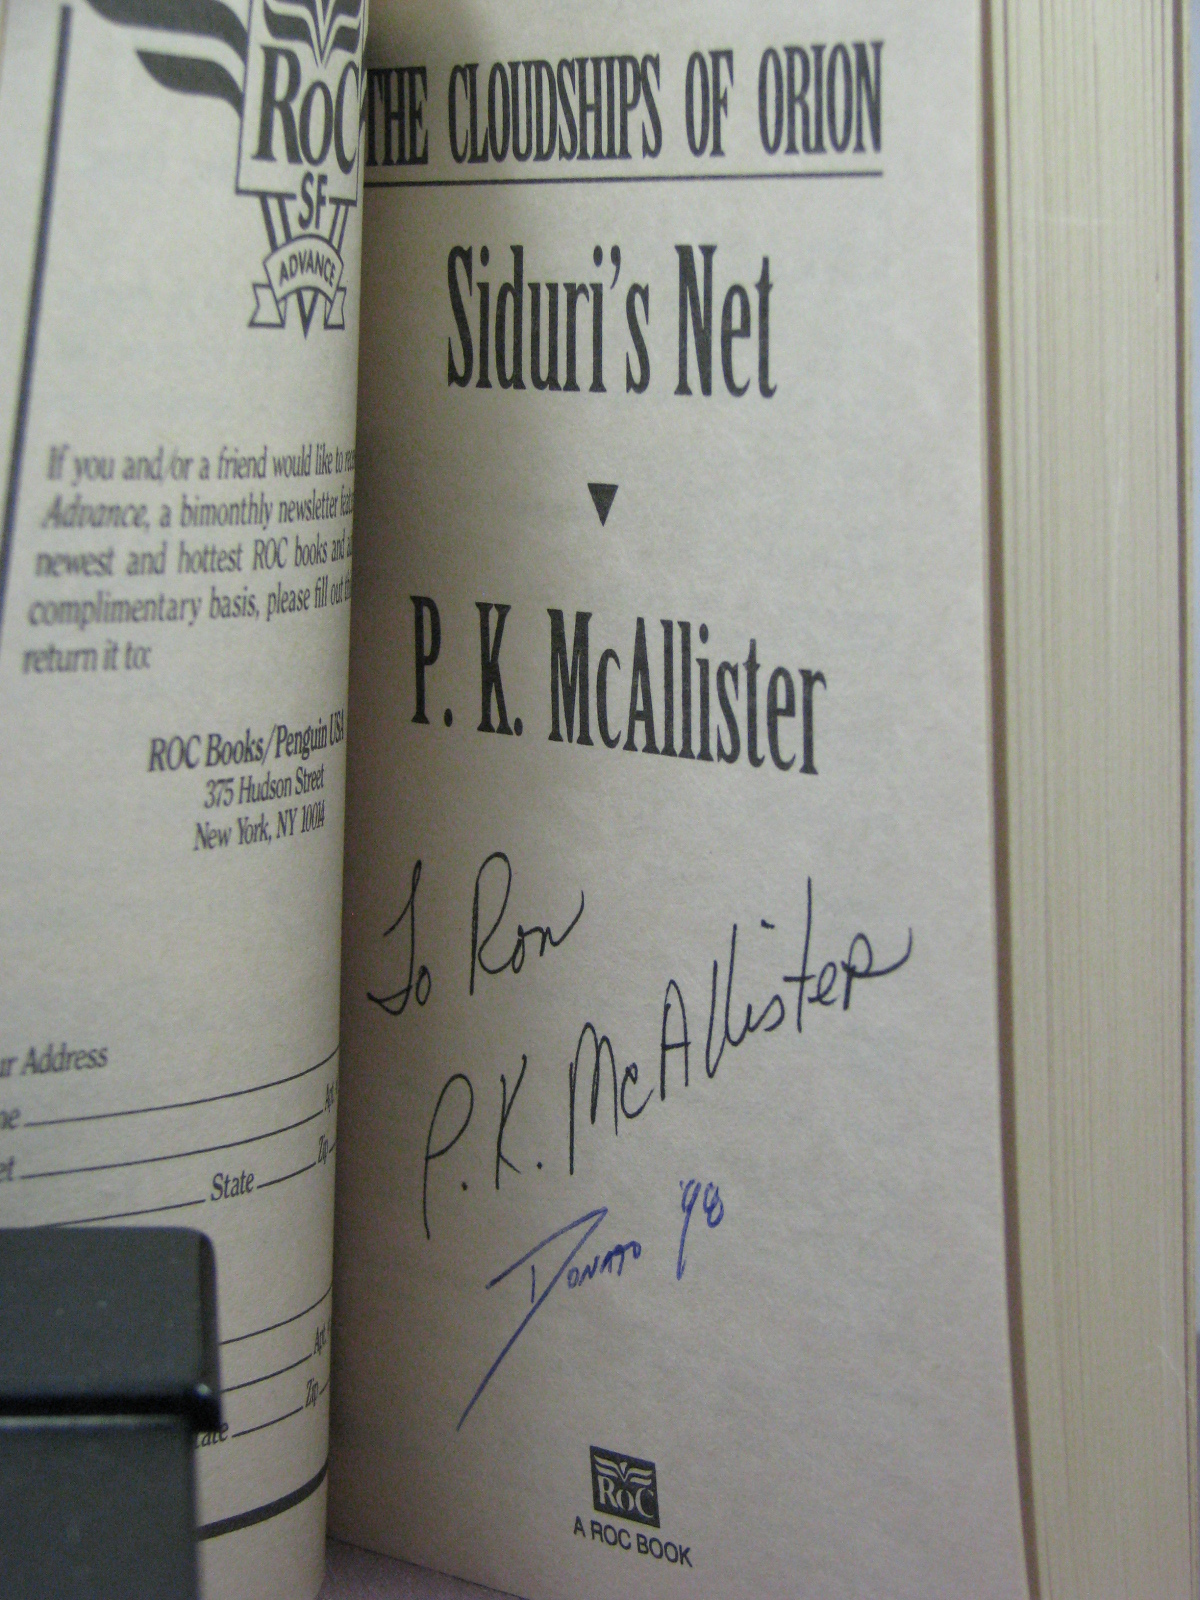 ROC
SF
ADVANCE
If you and/or a friend would like to
Advance, a bimonthly newsletter
newest and hottest ROC books and
complimentary basis, please fill out
return it to:
ROC Books/Penguin USA
375 Hudson Street
New York, NY 10014
Address
Apt.
Zip
State
Apt.
Zip
THE CLOUDSHIPS OF ORION
Siduri's Net
P. K. McAllister
To Ron
P. K. McAllister
Donato '98
ROC
A ROC BOOK